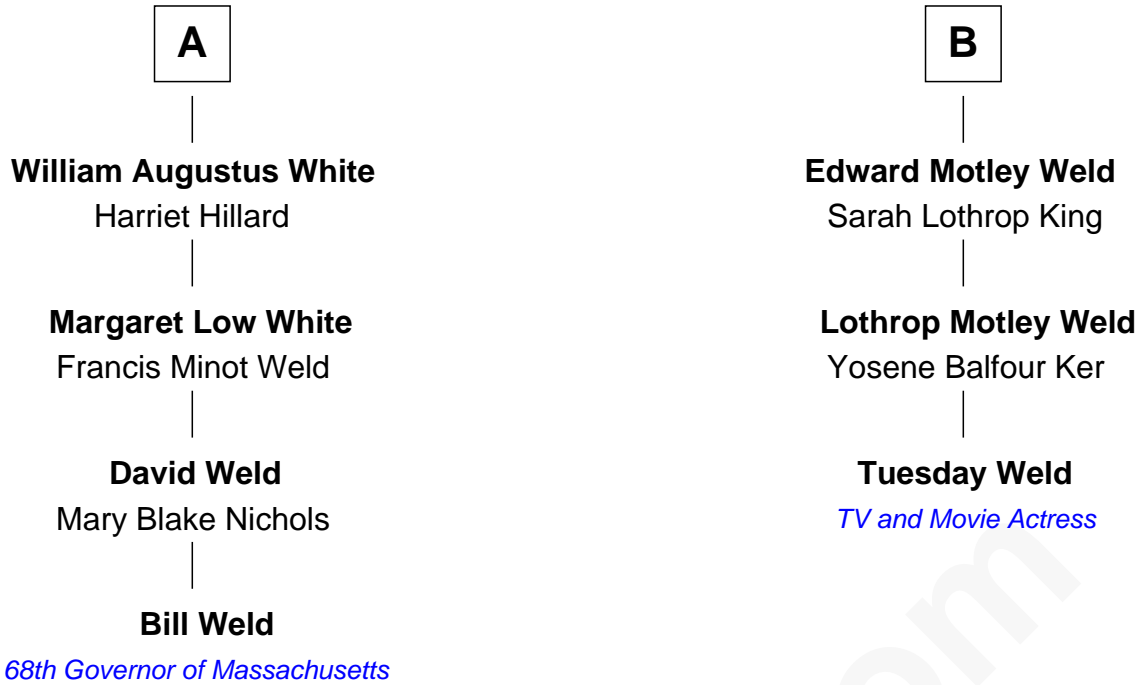 A
William Augustus White
Harriet Hillard
Margaret Low White
Francis Minot Weld
David Weld
Mary Blake Nichols
Bill Weld
68th Governor of Massachusetts
B
Edward Motley Weld
Sarah Lothrop King
Lothrop Motley Weld
Yosene Balfour Ker
Tuesday Weld
TV and Movie Actress
om